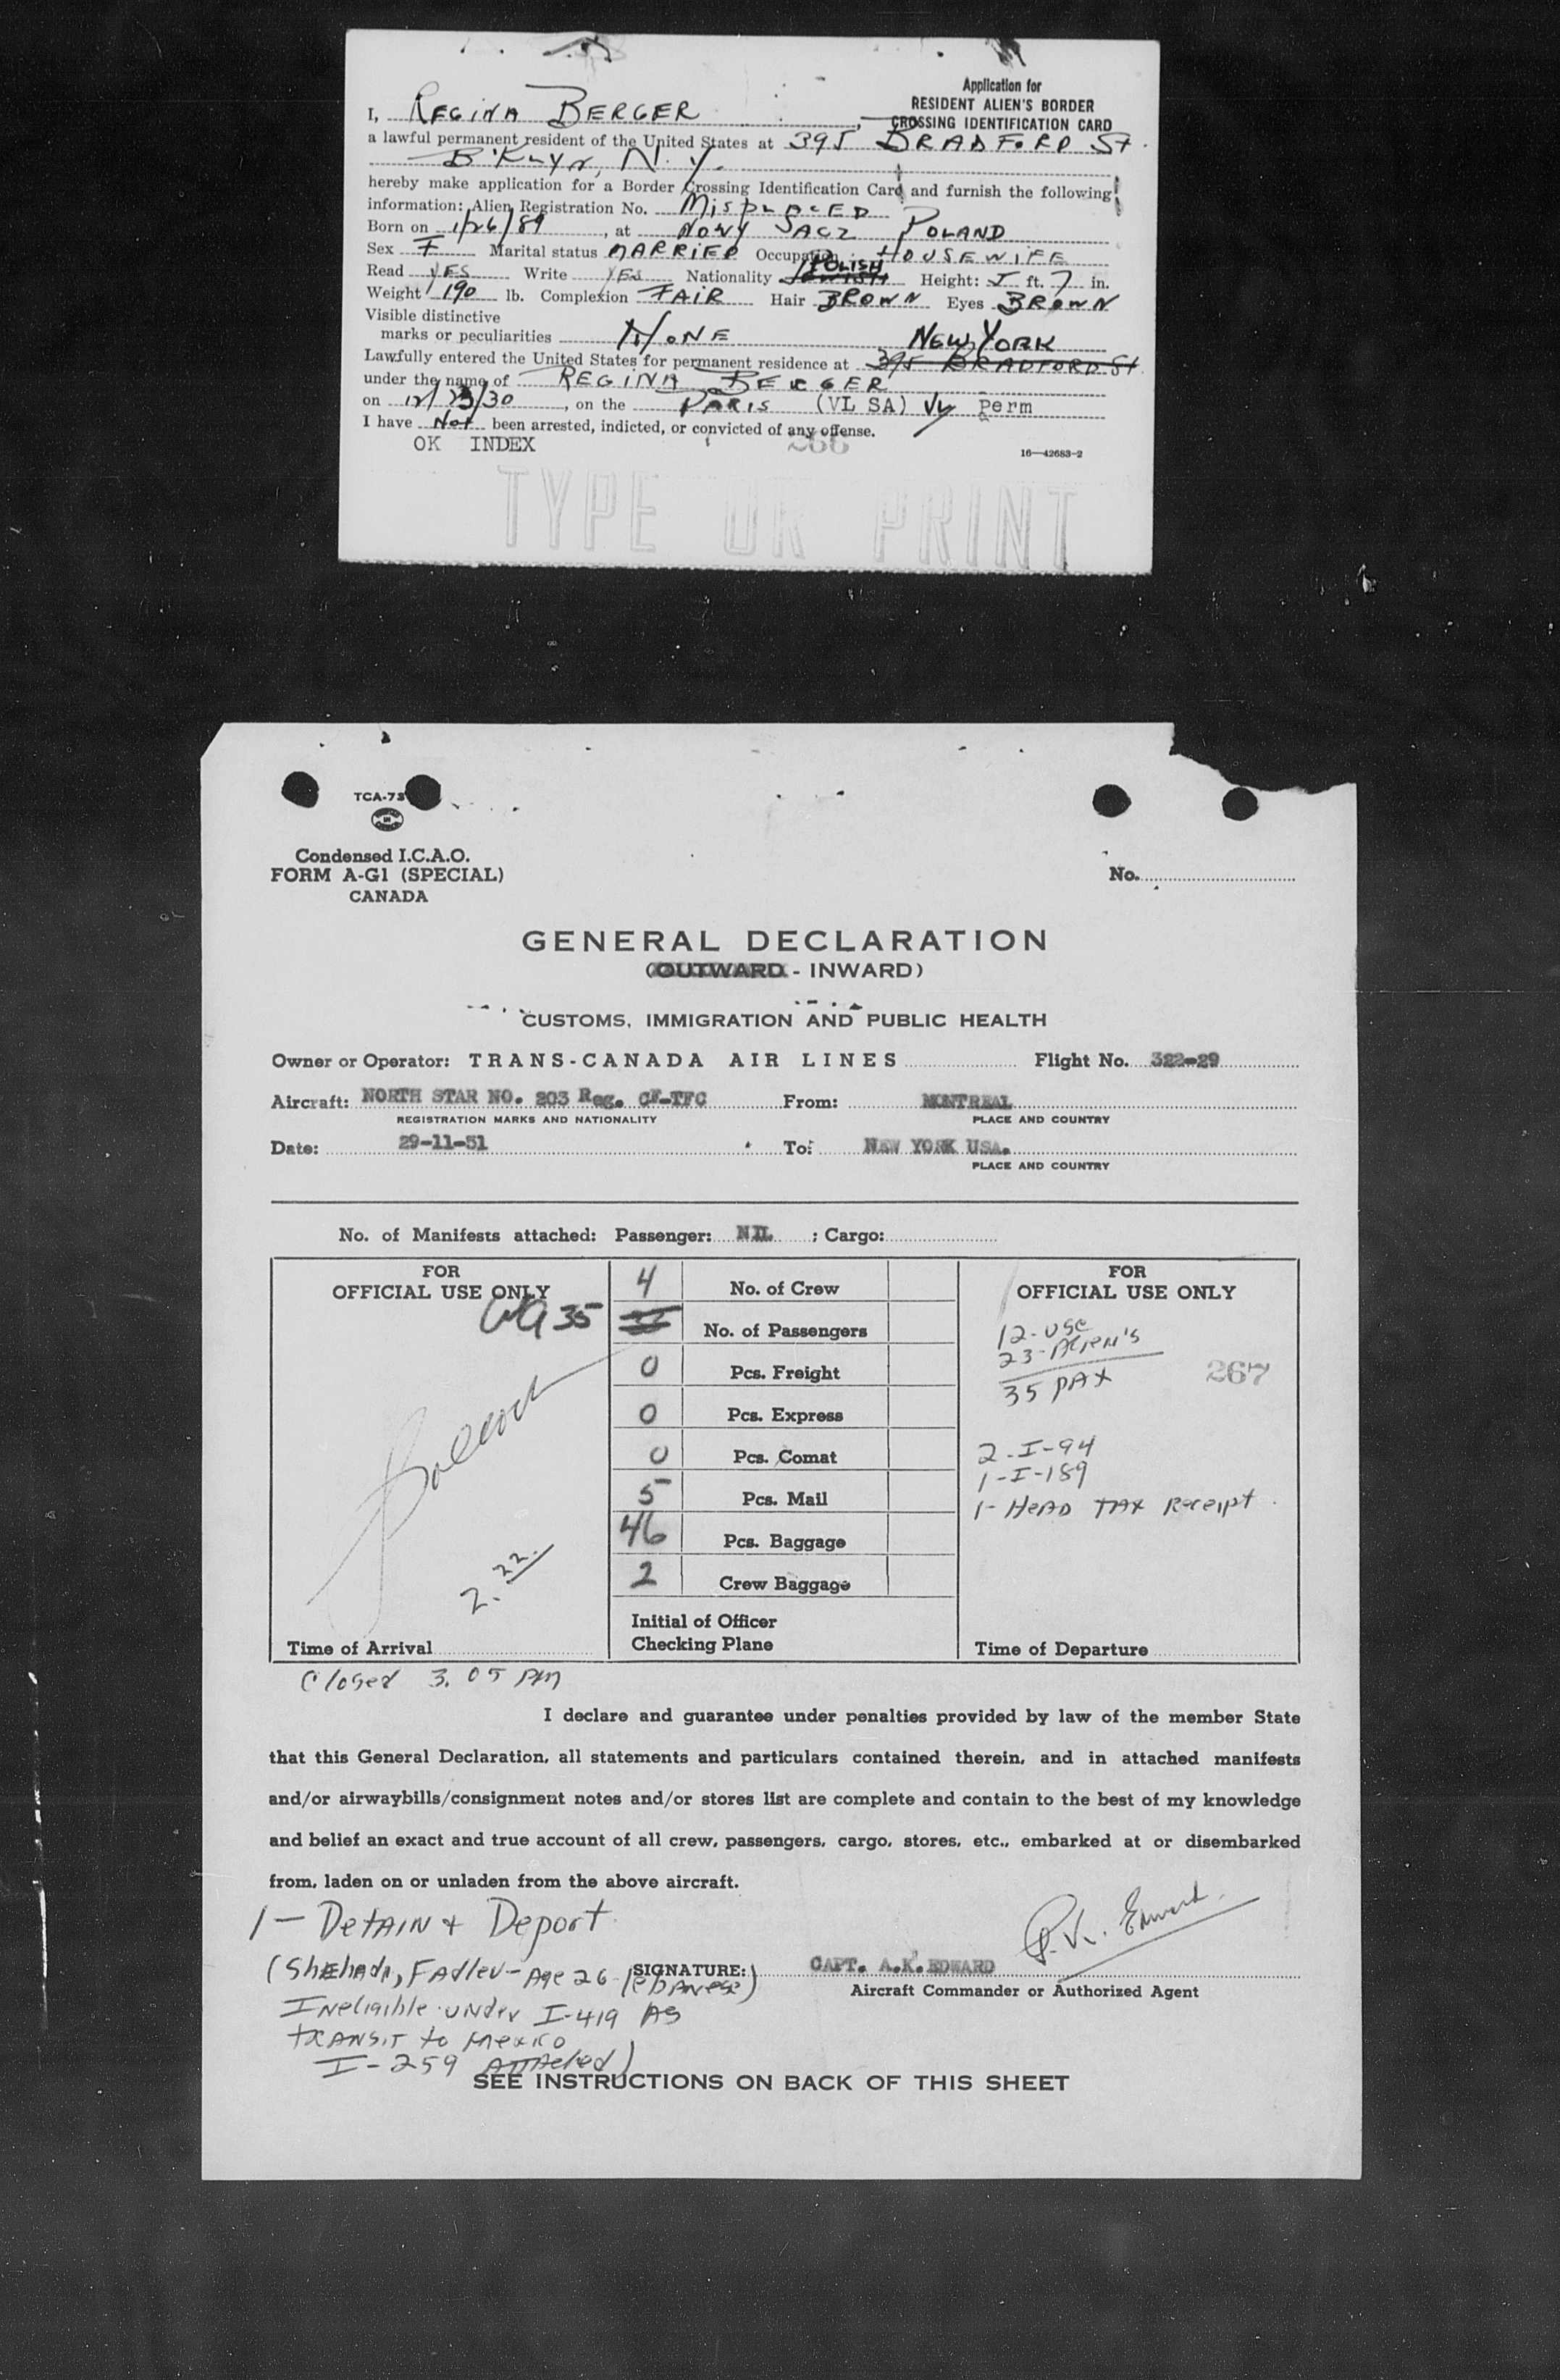 Application for
RESIDENT ALIEN'S BORDER
CROSSING IDENTIFICATION CARD
I, REGINA BERGER,
a lawful permanent resident of the United States at 395 BRADFORD St.
B'KLYN, N.Y.
hereby make application for a Border Crossing Identification Card and furnish the following
information: Alien Registration No. MISPLACED
Born on 1/26/89, at NOWY SACZ POLAND
Sex F Marital status MARRIED Occupation HOUSEWIFE
Read YES Write YES Nationality POLISH Height: 5 ft. 7 in.
Weight 190 lb. Complexion FAIR Hair BROWN Eyes BROWN
Visible distinctive
marks or peculiarities NONE NEW YORK
Lawfully entered the United States for permanent residence at 395 BRADFORD St
under the name of REGINA BERGER
on 12/23/30, on the PARIS (VL SA) Vy Perm
I have Not been arrested, indicted, or convicted of any offense.
OK INDEX 266
16—42683-2
TYPE OR PRINT
TCA-73
Condensed I.C.A.O.
FORM A-G1 (SPECIAL)
CANADA
No.
GENERAL DECLARATION
(OUTWARD - INWARD)
CUSTOMS, IMMIGRATION AND PUBLIC HEALTH
Owner or Operator: TRANS-CANADA AIR LINES Flight No. 322-29
Aircraft: NORTH STAR NO. 203 Reg. CF-TFC From: MONTREAL
REGISTRATION MARKS AND NATIONALITY PLACE AND COUNTRY
Date: 29-11-51 To: NEW YORK USA.
PLACE AND COUNTRY
No. of Manifests attached: Passenger: NIL ; Cargo:
FOR
OFFICIAL USE ONLY
4 No. of Crew
35 No. of Passengers
0 Pcs. Freight
0 Pcs. Express
0 Pcs. Comat
5 Pcs. Mail
46 Pcs. Baggage
2 Crew Baggage
Initial of Officer
Checking Plane
2.22.
Time of Arrival
FOR
OFFICIAL USE ONLY
12-USC
23-Alien's
35 PAX
267
2-I-94
1-I-189
1-HEAD TAX Receipt.
Time of Departure
Closed 3.05 PM
I declare and guarantee under penalties provided by law of the member State
that this General Declaration, all statements and particulars contained therein, and in attached manifests
and/or airwaybills/consignment notes and/or stores list are complete and contain to the best of my knowledge
and belief an exact and true account of all crew, passengers, cargo, stores, etc., embarked at or disembarked
from, laden on or unladen from the above aircraft.
1 — Detain + Deport
(Shehadi, Fadlev - Age 26 - Lebanese)
Ineligible under I-419 AS
transit to Mexico
I-259 Attached)
SIGNATURE: CAPT. A.K. EDWARD
Aircraft Commander or Authorized Agent
SEE INSTRUCTIONS ON BACK OF THIS SHEET